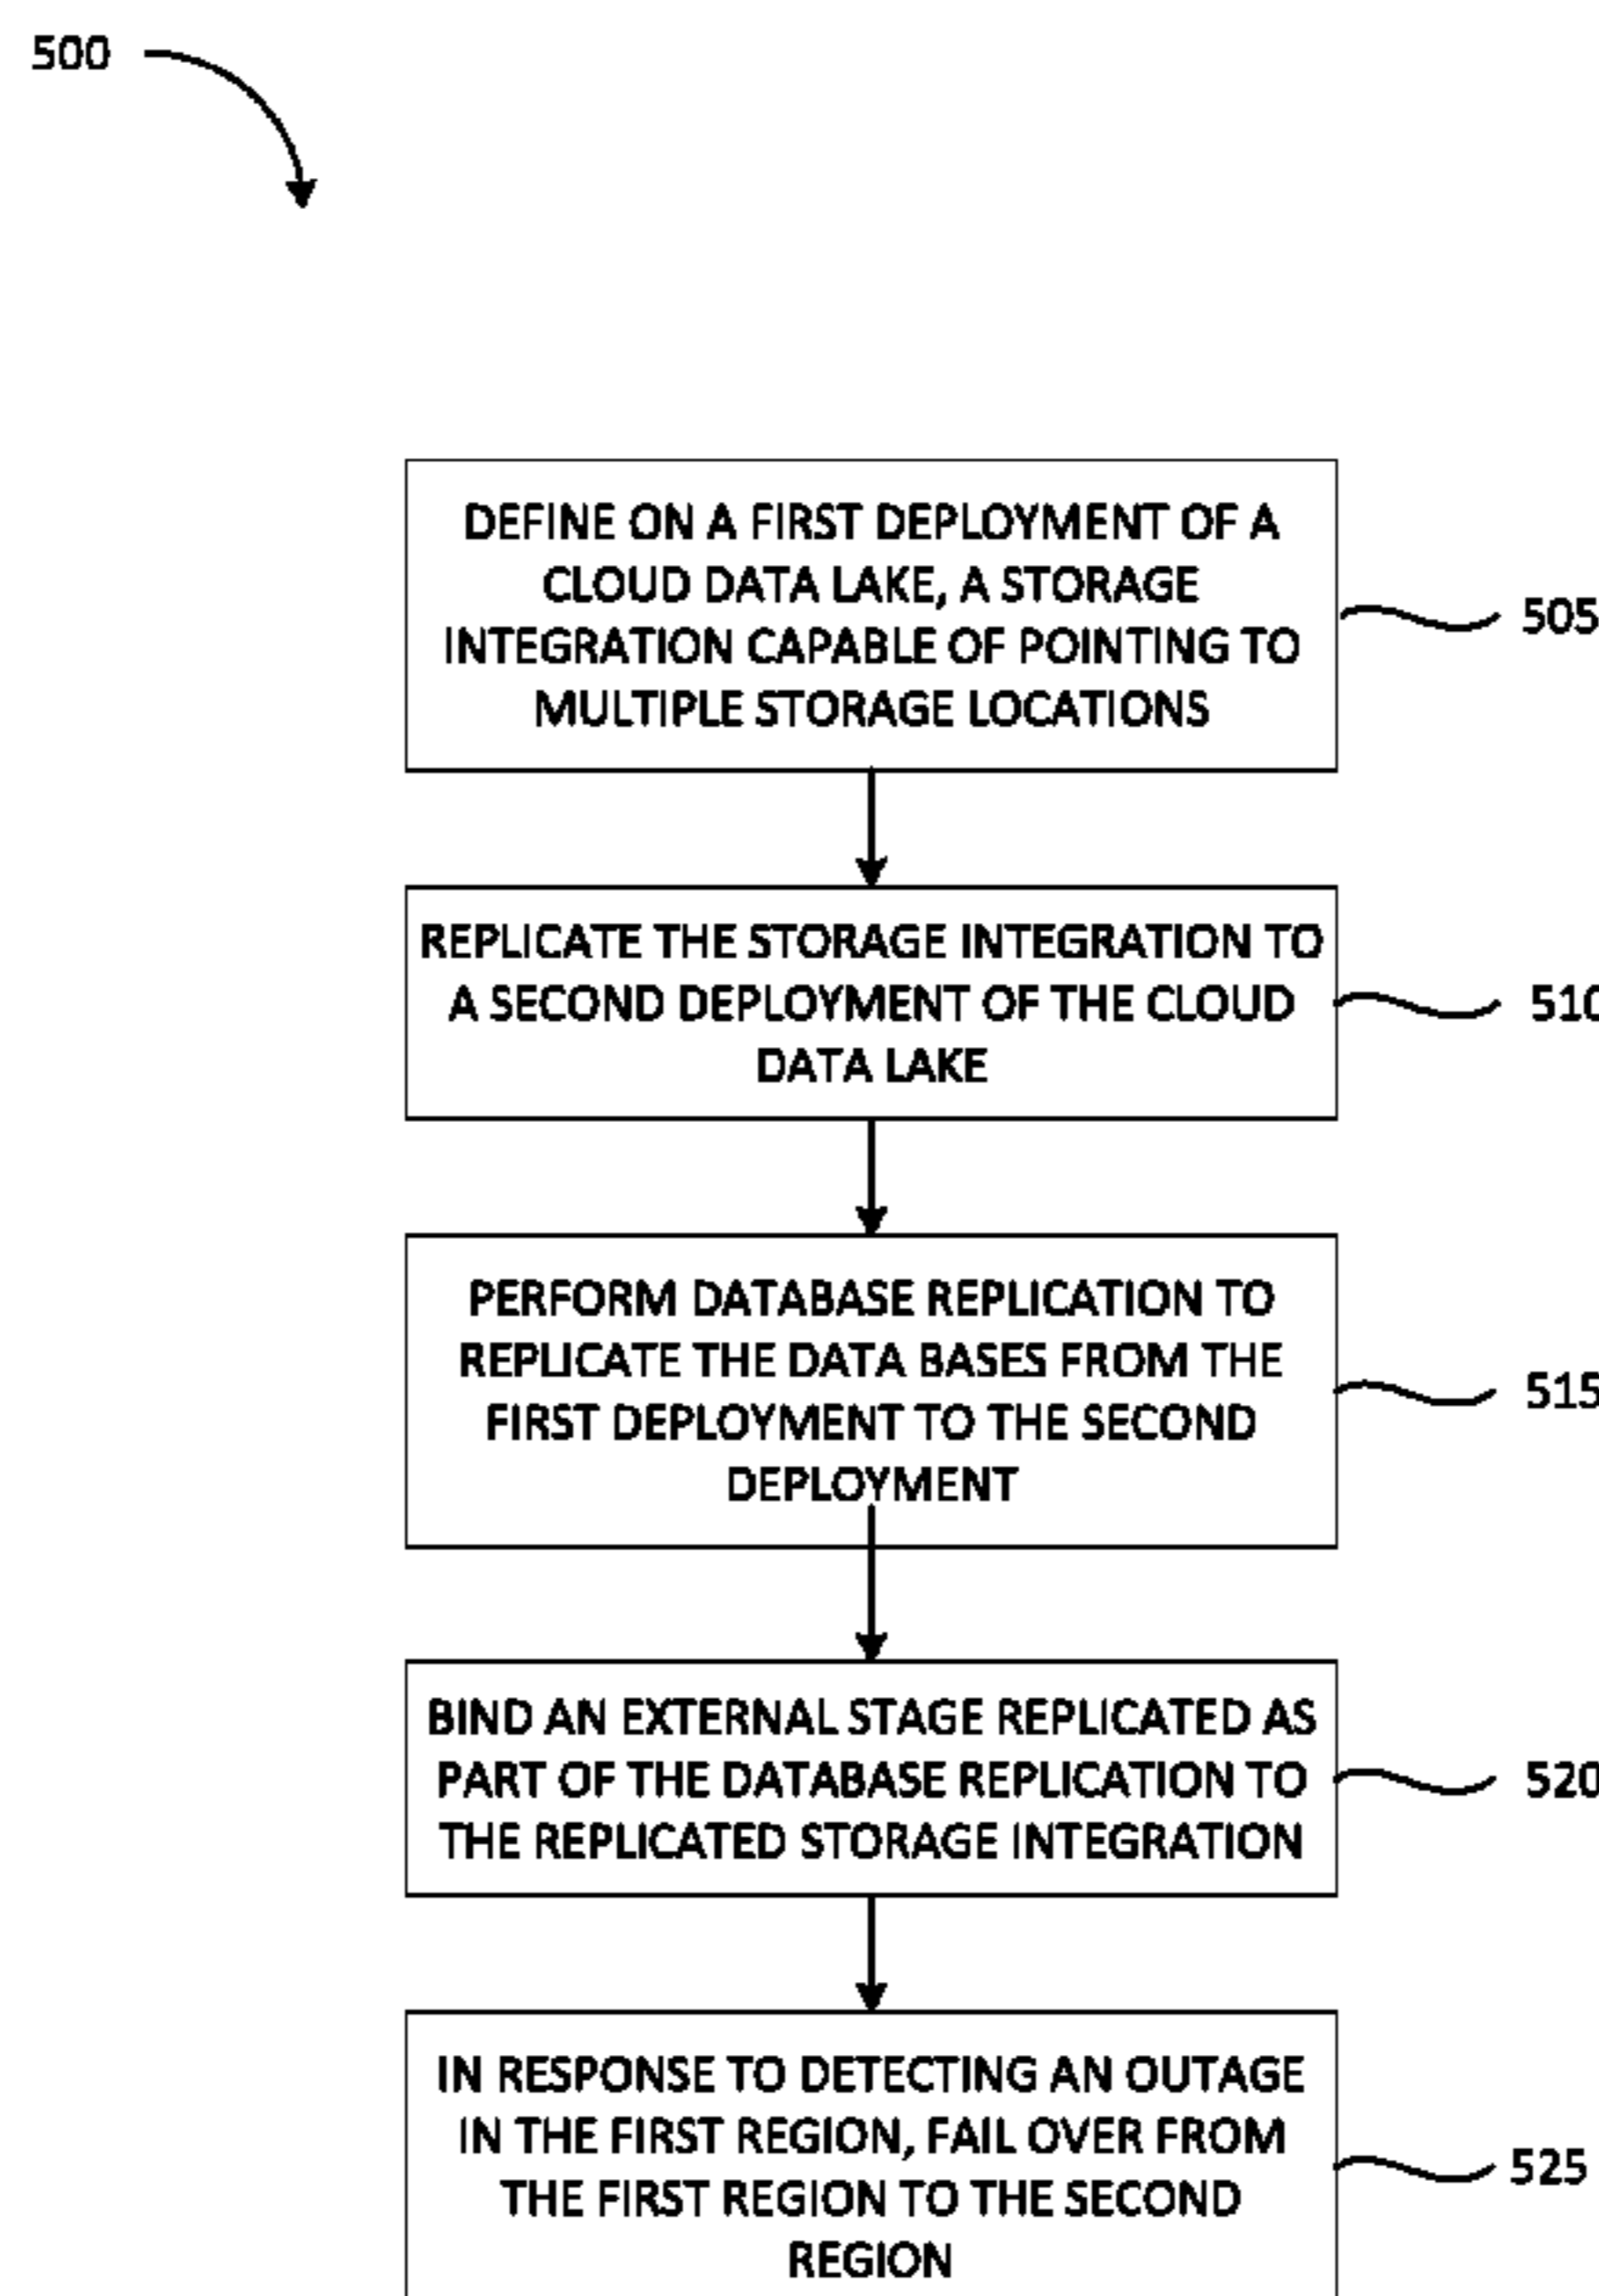 500
DEFINE ON A FIRST DEPLOYMENT OF A
CLOUD DATA LAKE, A STORAGE
INTEGRATION CAPABLE OF POINTING TO
MULTIPLE STORAGE LOCATIONS
505
REPLICATE THE STORAGE INTEGRATION TO
A SECOND DEPLOYMENT OF THE CLOUD
DATA LAKE
510
PERFORM DATABASE REPLICATION TO
REPLICATE THE DATA BASES FROM THE
FIRST DEPLOYMENT TO THE SECOND
DEPLOYMENT
515
BIND AN EXTERNAL STAGE REPLICATED AS
PART OF THE DATABASE REPLICATION TO
THE REPLICATED STORAGE INTEGRATION
520
IN RESPONSE TO DETECTING AN OUTAGE
IN THE FIRST REGION, FAIL OVER FROM
THE FIRST REGION TO THE SECOND
REGION
525